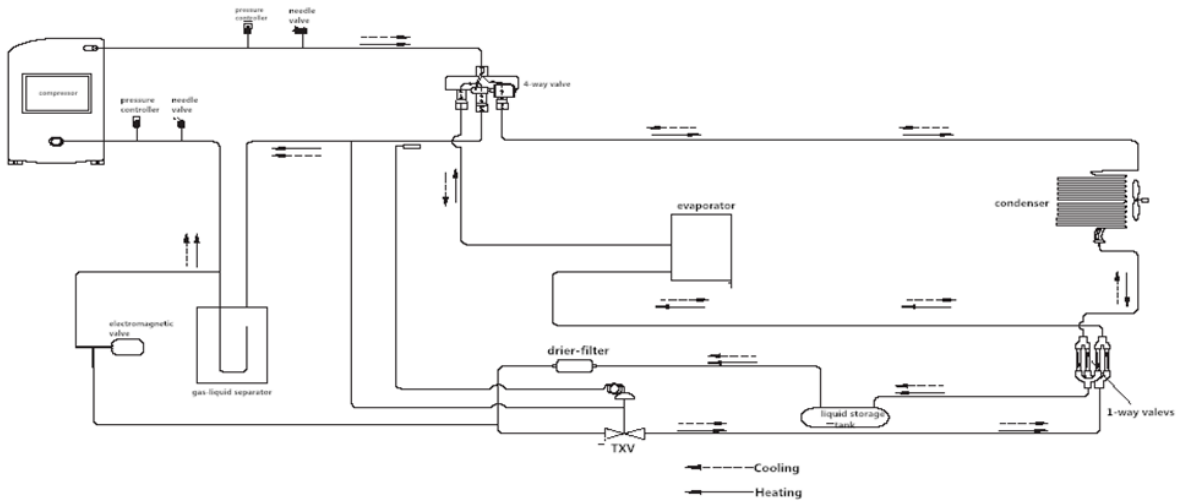 pressure
controller
needle
valve
compressor
4-way valve
pressure
controller
needle
valve
condenser
evaporator
electromagnetic
valve
drier-filter
gas-liquid separator
liquid storage
tank
1-way valevs
TXV
Cooling
Heating